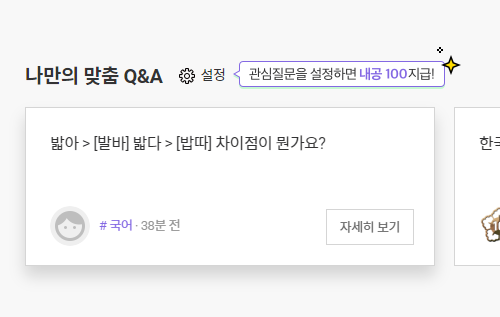 나만의 맞춤 Q&A 설정 관심질문을 설정하면 내공 100지급!
밟아 > [발바] 밟다 > [밥따] 차이점이 뭔가요?
한국
# 국어 · 38분 전 자세히 보기